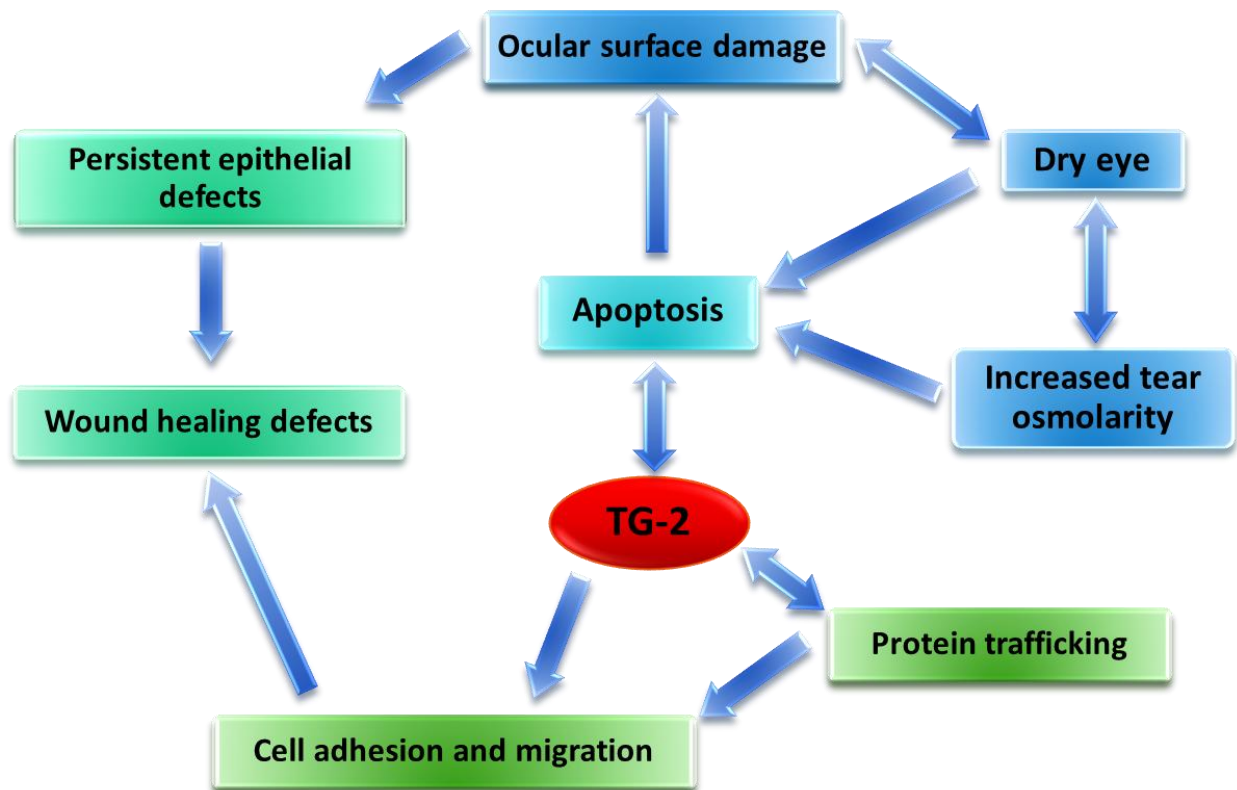 Ocular surface damage
Persistent epithelial
defects
Dry eye
Apoptosis
Increased tear
osmolarity
Wound healing defects
TG-2
Protein trafficking
Cell adhesion and migration